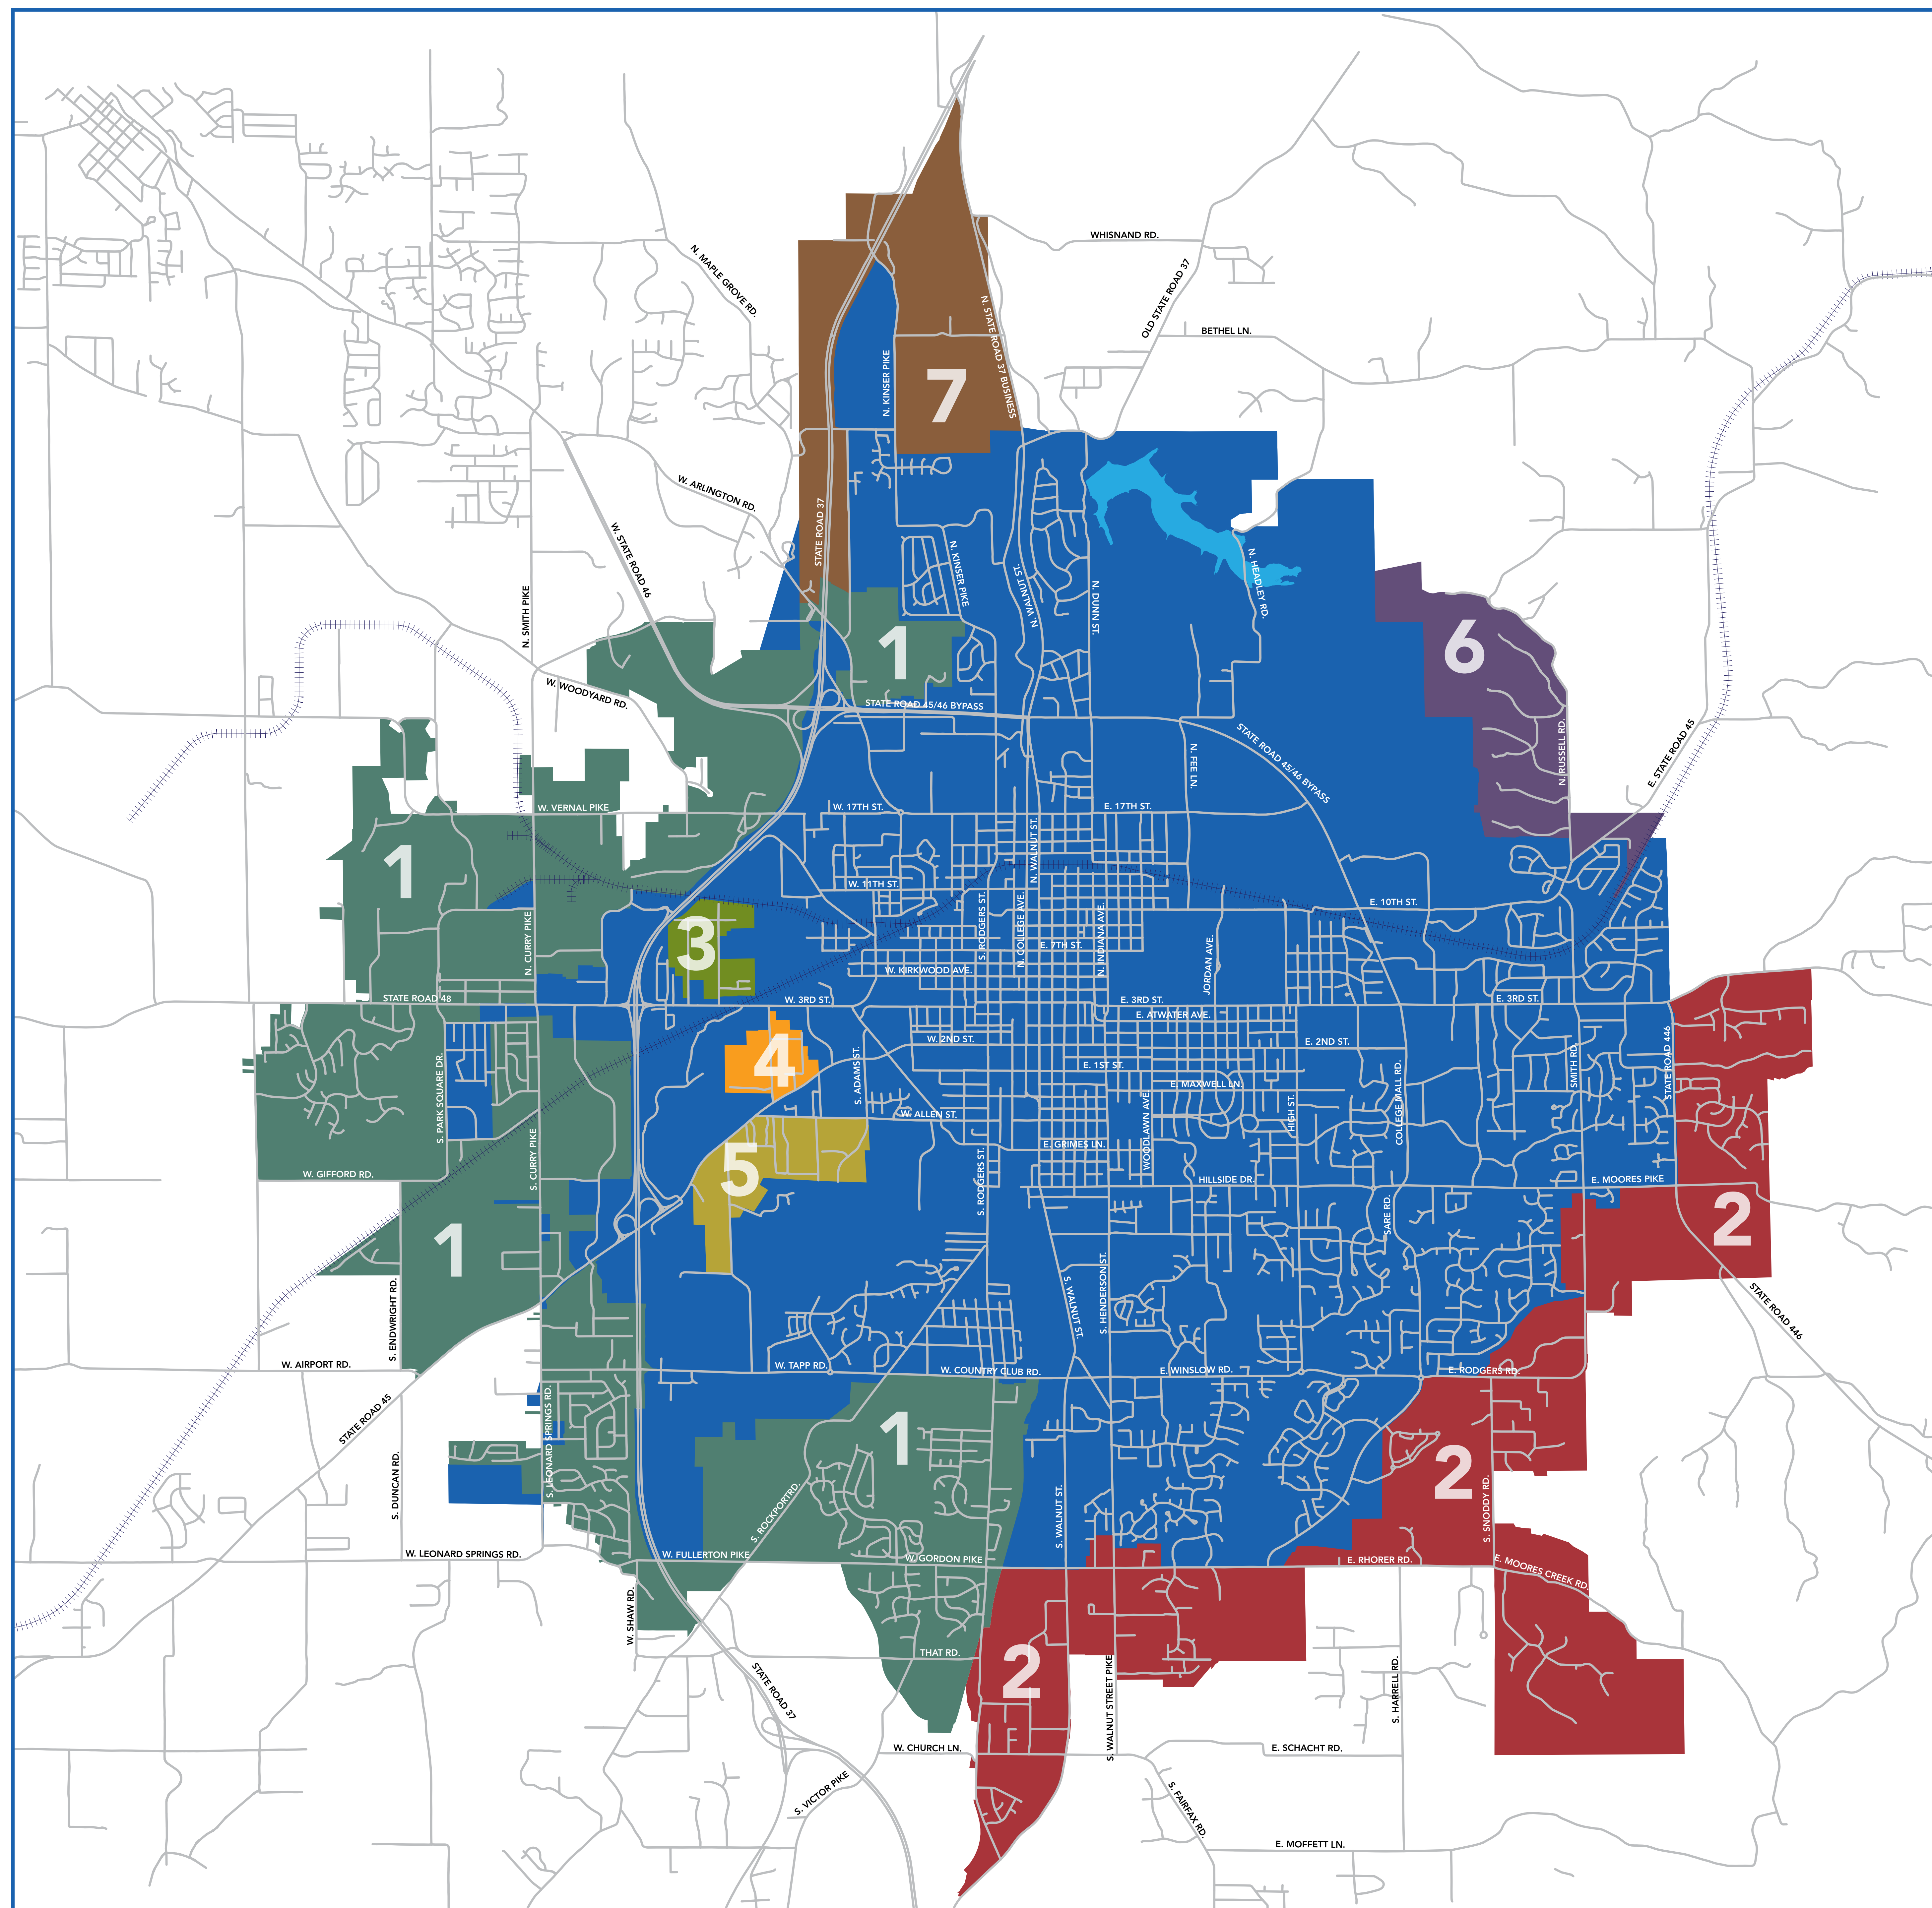 WHISNAND RD.
N. MAPLE GROVE RD.
OLD STATE ROAD 37
N. STATE ROAD 37 BUSINESS
BETHEL LN.
N. KINSER PIKE
7
W. ARLINGTON RD.
STATE ROAD 37
W. STATE ROAD 46
N. KINSER PIKE
N. WALNUT ST.
N. DUNN ST.
N. HEADLEY RD.
N. SMITH PIKE
1
6
W. WOODYARD RD.
STATE ROAD 45/46 BYPASS
STATE ROAD 45/46 BYPASS
N. RUSSELL RD.
E. STATE ROAD 45
N. FEE LN.
W. VERNAL PIKE
W. 17TH ST.
E. 17TH ST.
N. WALNUT ST.
1
W. 11TH ST.
E. 10TH ST.
N. CURRY PIKE
3
S. RODGERS ST.
N. COLLEGE AVE.
E. 7TH ST.
N. INDIANA AVE.
JORDAN AVE.
W. KIRKWOOD AVE.
STATE ROAD 48
W. 3RD ST.
E. 3RD ST.
E. 3RD ST.
E. ATWATER AVE.
W. 2ND ST.
E. 2ND ST.
4
S. ADAMS ST.
E. 1ST ST.
E. MAXWELL LN.
SMITH RD.
STATE ROAD 446
S. PARK SQUARE DR.
COLLEGE MALL RD.
HIGH ST.
W. ALLEN ST.
WOODLAWN AVE.
E. GRIMES LN.
S. CURRY PIKE
5
W. GIFFORD RD.
S. RODGERS ST.
HILLSIDE DR.
E. MOORES PIKE
SARE RD.
2
1
S. ENDWRIGHT RD.
S. WALNUT ST.
S. HENDERSON ST.
STATE ROAD 446
W. AIRPORT RD.
W. TAPP RD.
W. COUNTRY CLUB RD.
E. WINSLOW RD.
E. RODGERS RD.
STATE ROAD 45
S. LEONARD SPRINGS RD.
1
2
S. DUNCAN RD.
S. ROCKPORTRD.
S. WALNUT ST.
S. SNODDY RD.
W. LEONARD SPRINGS RD.
W. FULLERTON PIKE
W. GORDON PIKE
E. RHORER RD.
E. MOORES CREEK RD.
W. SHAW RD.
THAT RD.
2
STATE ROAD 37
S. WALNUT STREET PIKE
S. HARRELL RD.
W. CHURCH LN.
E. SCHACHT RD.
S. VICTOR PIKE
S. FAIRFAX RD.
E. MOFFETT LN.